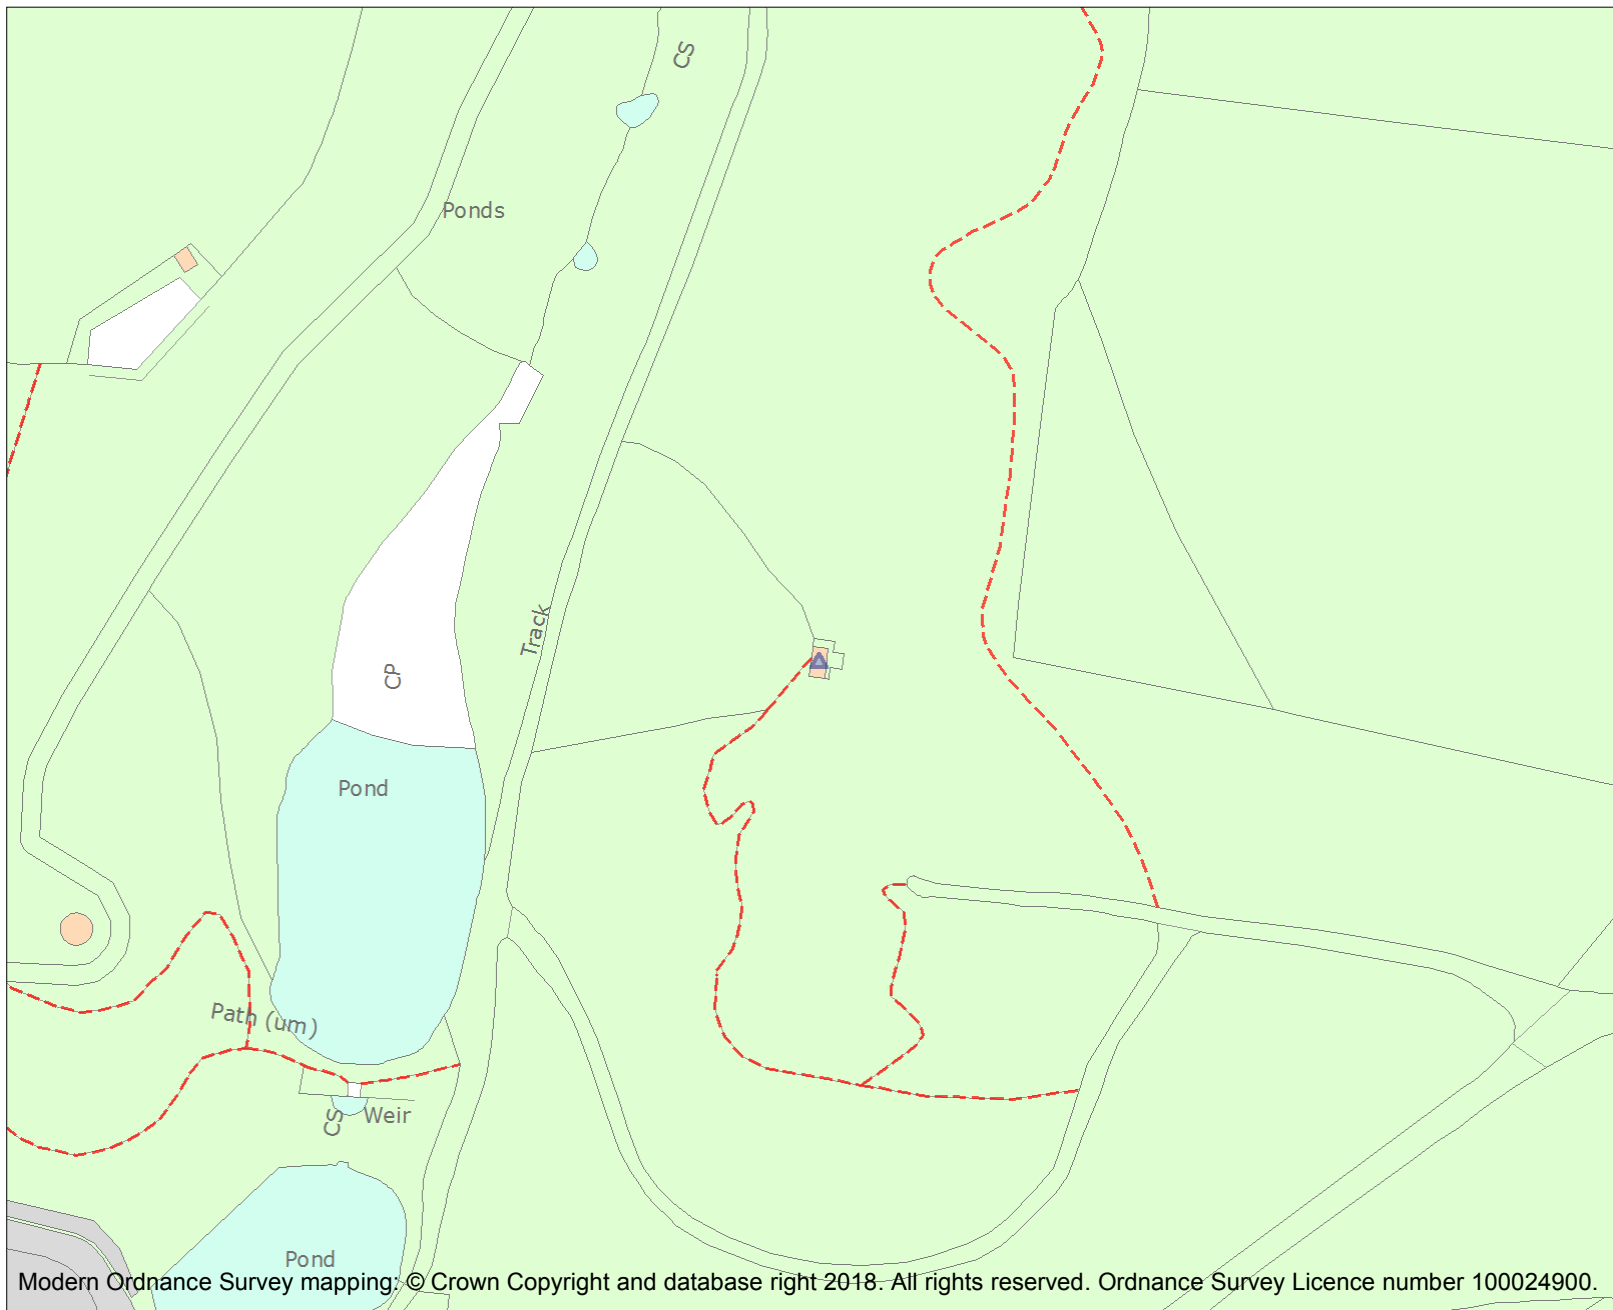 CS
Ponds
Track
CP
Pond
Path (um)
CS
Weir
Pond
Modern Ordnance Survey mapping: © Crown Copyright and database right 2018. All rights reserved. Ordnance Survey Licence number 100024900.